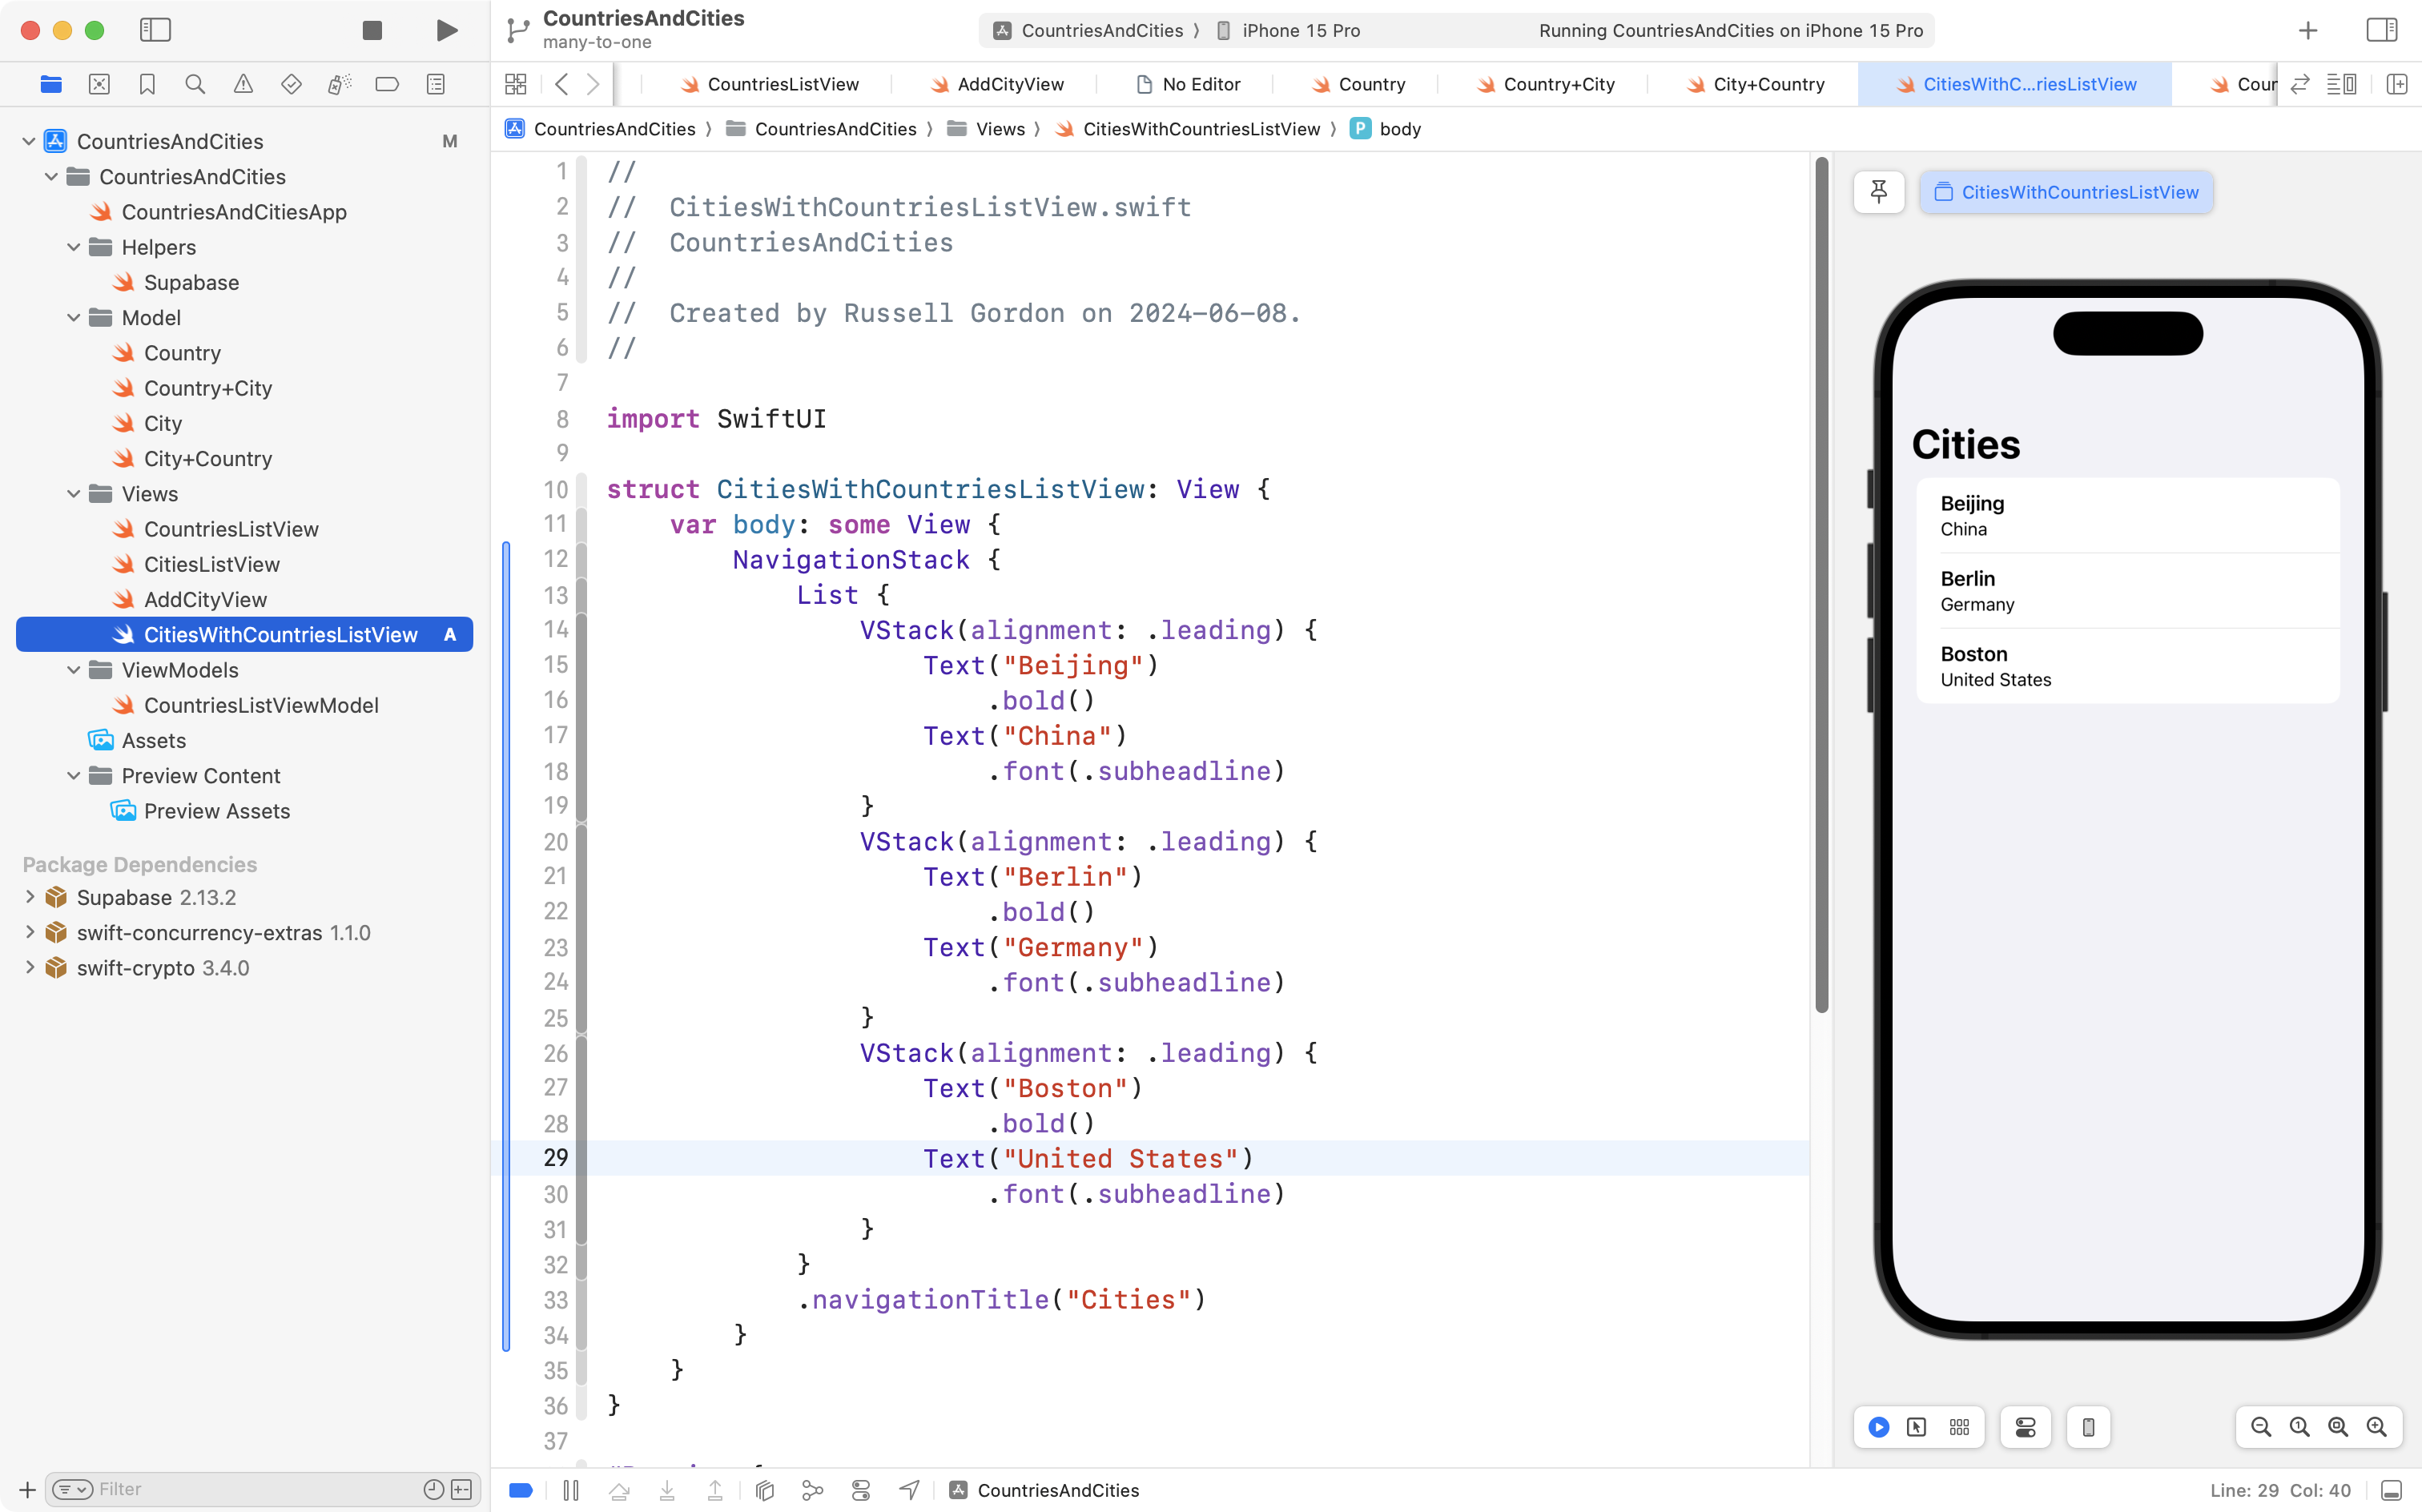 CountriesAndCities
many-to-one
CountriesAndCities 〉 iPhone 15 Pro
Running CountriesAndCities on iPhone 15 Pro
CountriesListView
AddCityView
No Editor
Country
Country+City
City+Country
CitiesWithC...riesListView
Cour
CountriesAndCities 〉 CountriesAndCities 〉 Views 〉 CitiesWithCountriesListView 〉 P body
CountriesAndCities M
CountriesAndCities
CountriesAndCitiesApp
Helpers
Supabase
Model
Country
Country+City
City
City+Country
Views
CountriesListView
CitiesListView
AddCityView
CitiesWithCountriesListView A
ViewModels
CountriesListViewModel
Assets
Preview Content
Preview Assets
Package Dependencies
Supabase 2.13.2
swift-concurrency-extras 1.1.0
swift-crypto 3.4.0
Filter
1 //
2 //  CitiesWithCountriesListView.swift
3 //  CountriesAndCities
4 //
5 //  Created by Russell Gordon on 2024-06-08.
6 //
7
8 import SwiftUI
9
10 struct CitiesWithCountriesListView: View {
11     var body: some View {
12         NavigationStack {
13             List {
14                 VStack(alignment: .leading) {
15                     Text("Beijing")
16                         .bold()
17                     Text("China")
18                         .font(.subheadline)
19                 }
20                 VStack(alignment: .leading) {
21                     Text("Berlin")
22                         .bold()
23                     Text("Germany")
24                         .font(.subheadline)
25                 }
26                 VStack(alignment: .leading) {
27                     Text("Boston")
28                         .bold()
29                     Text("United States")
30                         .font(.subheadline)
31                 }
32             }
33             .navigationTitle("Cities")
34         }
35     }
36 }
37
CitiesWithCountriesListView
Cities
Beijing
China
Berlin
Germany
Boston
United States
CountriesAndCities
Line: 29 Col: 40